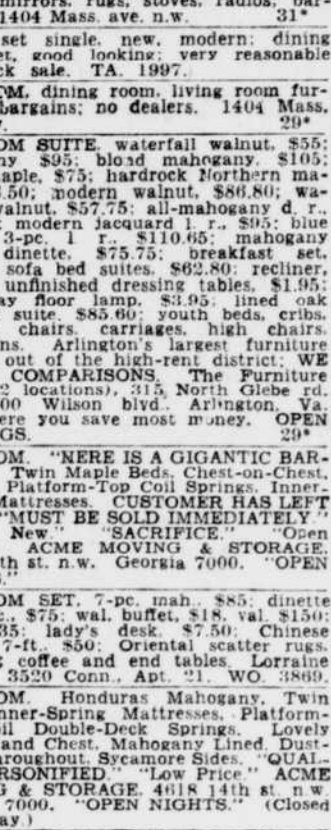 mirrors, rugs, stoves, radios, bar-
1404 Mass. ave. n.w. 31*
set single, new, modern; dining
et, good looking; very reasonable
ck sale. TA. 1997.
OM, dining room, living room fur-
bargains; no dealers. 1404 Mass.
29*
OM SUITE, waterfall walnut, $55;
ny $95; blond mahogany, $105;
aple, $75; hardrock Northern ma-
.50; modern walnut, $86.80; wa-
walnut, $57.75; all-mahogany d. r.,
modern jacquard l. r., $95; blue
3-pc. l. r., $110.65; mahogany
dinette, $75.75; breakfast set,
sofa bed suites, $62.80; recliner,
unfinished dressing tables, $1.95;
ay floor lamp, $3.95; lined oak
suite, $85.60; youth beds, cribs,
chairs, carriages, high chairs,
ns. Arlington's largest furniture
out of the high-rent district; WE
COMPARISONS. The Furniture
2 locations), 315 North Glebe rd.
00 Wilson blvd., Arlington, Va.
ere you save most money. OPEN
GS. 29*
OM. "NERE IS A GIGANTIC BAR-
Twin Maple Beds, Chest-on-Chest,
Platform-Top Coil Springs, Inner-
Mattresses. CUSTOMER HAS LEFT
"MUST BE SOLD IMMEDIATELY."
New." "SACRIFICE." "Open
ACME MOVING & STORAGE,
th st. n.w. Georgia 7000. "OPEN
."
OM SET, 7-pc. mah., $85; dinette
., $75; wal. buffet, $18, val. $150;
35; lady's desk, $7.50; Chinese
7-ft., $50; Oriental scatter rugs,
coffee and end tables. Lorraine
3520 Conn., Apt. 21. WO. 3869.
OM. Honduras Mahogany, Twin
nner-Spring Mattresses, Platform-
il Double-Deck Springs. Lovely
and Chest, Mahogany Lined, Dust-
hroughout, Sycamore Sides. "QUAL-
RSONIFIED." "Low Price." ACME
G & STORAGE, 4618 14th st. n.w.
7000. "OPEN NIGHTS." (Closed
ay.)